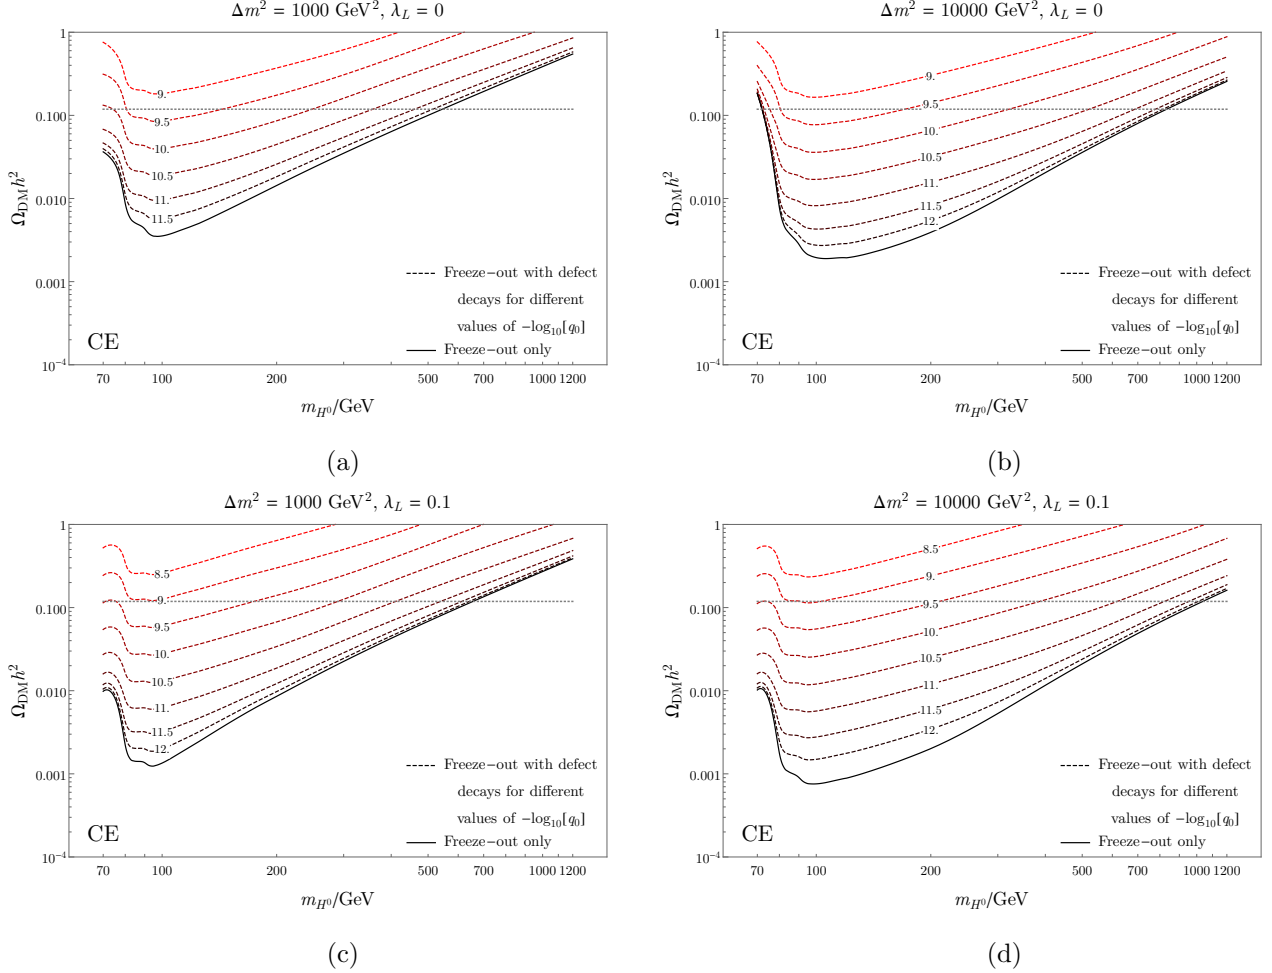 Δm² = 1000 GeV², λ_L = 0
1
0.100
0.010
0.001
10⁻⁴
Ω_DM h²
9.
9.5
10.
10.5
11.
11.5
Freeze−out with defect
decays for different
values of −log₁₀[q₀]
Freeze−out only
CE
70 100 200 500 700 1000 1200
m_H⁰/GeV
(a)
Δm² = 10000 GeV², λ_L = 0
1
0.100
0.010
0.001
10⁻⁴
Ω_DM h²
9.
9.5
10.
10.5
11.
11.5
12.
Freeze−out with defect
decays for different
values of −log₁₀[q₀]
Freeze−out only
CE
70 100 200 500 700 1000 1200
m_H⁰/GeV
(b)
Δm² = 1000 GeV², λ_L = 0.1
1
0.100
0.010
0.001
10⁻⁴
Ω_DM h²
8.5
9.
9.5
10.
10.5
11.
11.5
12.
Freeze−out with defect
decays for different
values of −log₁₀[q₀]
Freeze−out only
CE
70 100 200 500 700 1000 1200
m_H⁰/GeV
(c)
Δm² = 10000 GeV², λ_L = 0.1
1
0.100
0.010
0.001
10⁻⁴
Ω_DM h²
8.5
9.
9.5
10.
10.5
11.
11.5
12.
Freeze−out with defect
decays for different
values of −log₁₀[q₀]
Freeze−out only
CE
70 100 200 500 700 1000 1200
m_H⁰/GeV
(d)